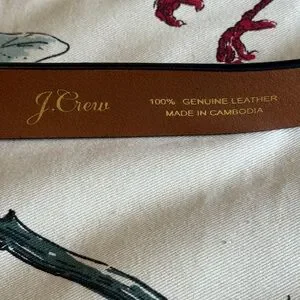 J.Crew
100% GENUINE LEATHER
MADE IN CAMBODIA